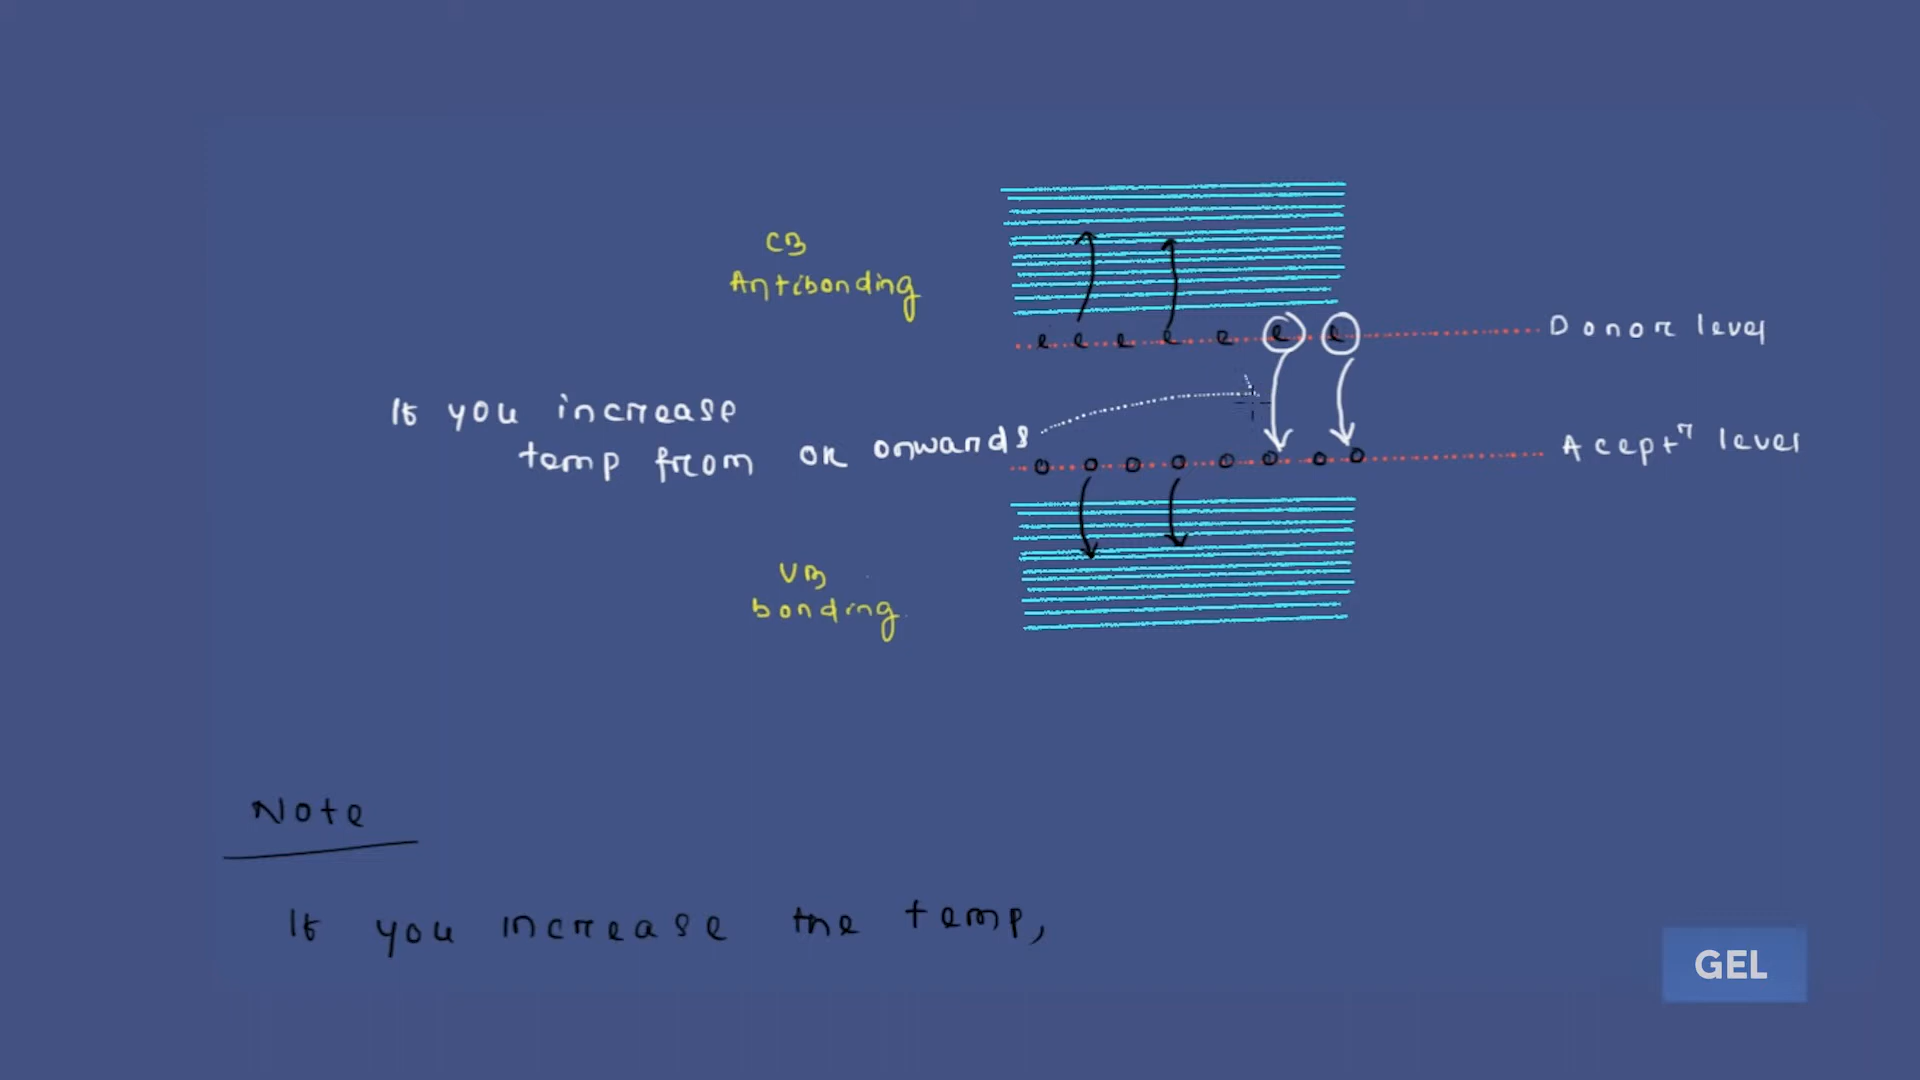 CB
Antibonding
e e e e e e e
Donor level
If you increase
temp from 0K onwards
o o o o o o o o
Acept^r level
VB
bonding
Note
If you increase the temp,
GEL